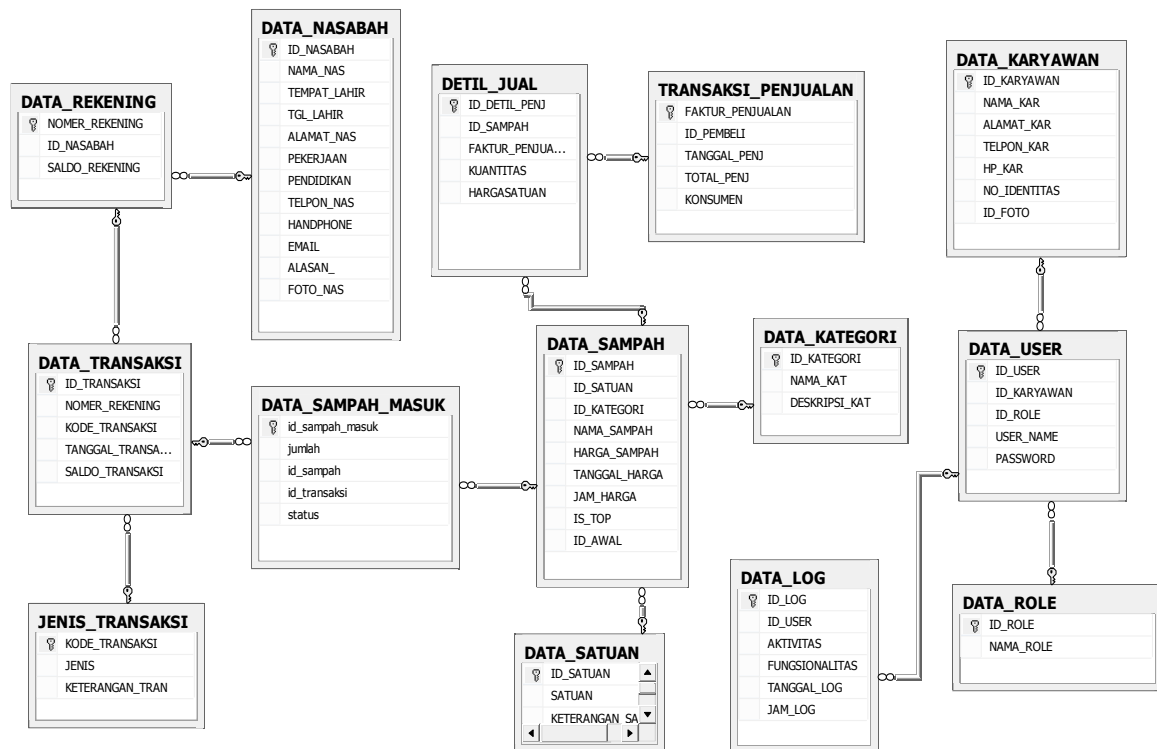 DATA_NASABAH
ID_NASABAH
NAMA_NAS
TEMPAT_LAHIR
TGL_LAHIR
ALAMAT_NAS
PEKERJAAN
PENDIDIKAN
TELPON_NAS
HANDPHONE
EMAIL
ALASAN_
FOTO_NAS
DATA_REKENING
NOMER_REKENING
ID_NASABAH
SALDO_REKENING
DETIL_JUAL
ID_DETIL_PENJ
ID_SAMPAH
FAKTUR_PENJUA...
KUANTITAS
HARGASATUAN
TRANSAKSI_PENJUALAN
FAKTUR_PENJUALAN
ID_PEMBELI
TANGGAL_PENJ
TOTAL_PENJ
KONSUMEN
DATA_KARYAWAN
ID_KARYAWAN
NAMA_KAR
ALAMAT_KAR
TELPON_KAR
HP_KAR
NO_IDENTITAS
ID_FOTO
DATA_TRANSAKSI
ID_TRANSAKSI
NOMER_REKENING
KODE_TRANSAKSI
TANGGAL_TRANSA...
SALDO_TRANSAKSI
DATA_SAMPAH_MASUK
id_sampah_masuk
jumlah
id_sampah
id_transaksi
status
DATA_SAMPAH
ID_SAMPAH
ID_SATUAN
ID_KATEGORI
NAMA_SAMPAH
HARGA_SAMPAH
TANGGAL_HARGA
JAM_HARGA
IS_TOP
ID_AWAL
DATA_KATEGORI
ID_KATEGORI
NAMA_KAT
DESKRIPSI_KAT
DATA_USER
ID_USER
ID_KARYAWAN
ID_ROLE
USER_NAME
PASSWORD
JENIS_TRANSAKSI
KODE_TRANSAKSI
JENIS
KETERANGAN_TRAN
DATA_SATUAN
ID_SATUAN
SATUAN
KETERANGAN_SA
DATA_LOG
ID_LOG
ID_USER
AKTIVITAS
FUNGSIONALITAS
TANGGAL_LOG
JAM_LOG
DATA_ROLE
ID_ROLE
NAMA_ROLE